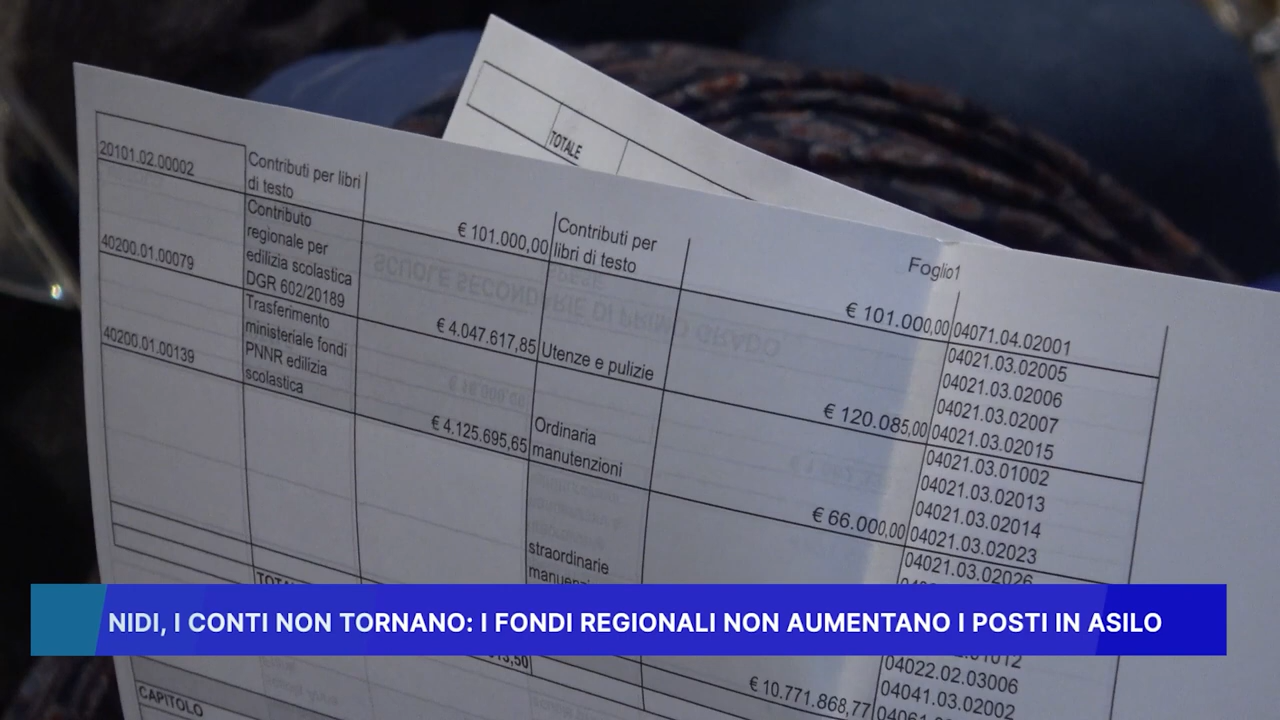 TOTALE
20101.02.00002
Contributi per libri
di testo
€ 101.000,00
Contributi per
libri di testo
Foglio1
€ 101.000,00
04071.04.02001
40200.01.00079
Contributo
regionale per
edilizia scolastica
DGR 602/20189
€ 4.047.617,85
Utenze e pulizie
€ 120.085,00
04021.03.02005
04021.03.02006
04021.03.02007
04021.03.02015
40200.01.00139
Trasferimento
ministeriale fondi
PNNR edilizia
scolastica
€ 4.125.695,65
Ordinaria
manutenzioni
€ 66.000,00
04021.03.01002
04021.03.02013
04021.03.02014
04021.03.02023
straordinarie
04021.03.02026
NIDI, I CONTI NON TORNANO: I FONDI REGIONALI NON AUMENTANO I POSTI IN ASILO
€ 10.771.868,77
04022.03.03006
04041.03.02002
CAPITOLO